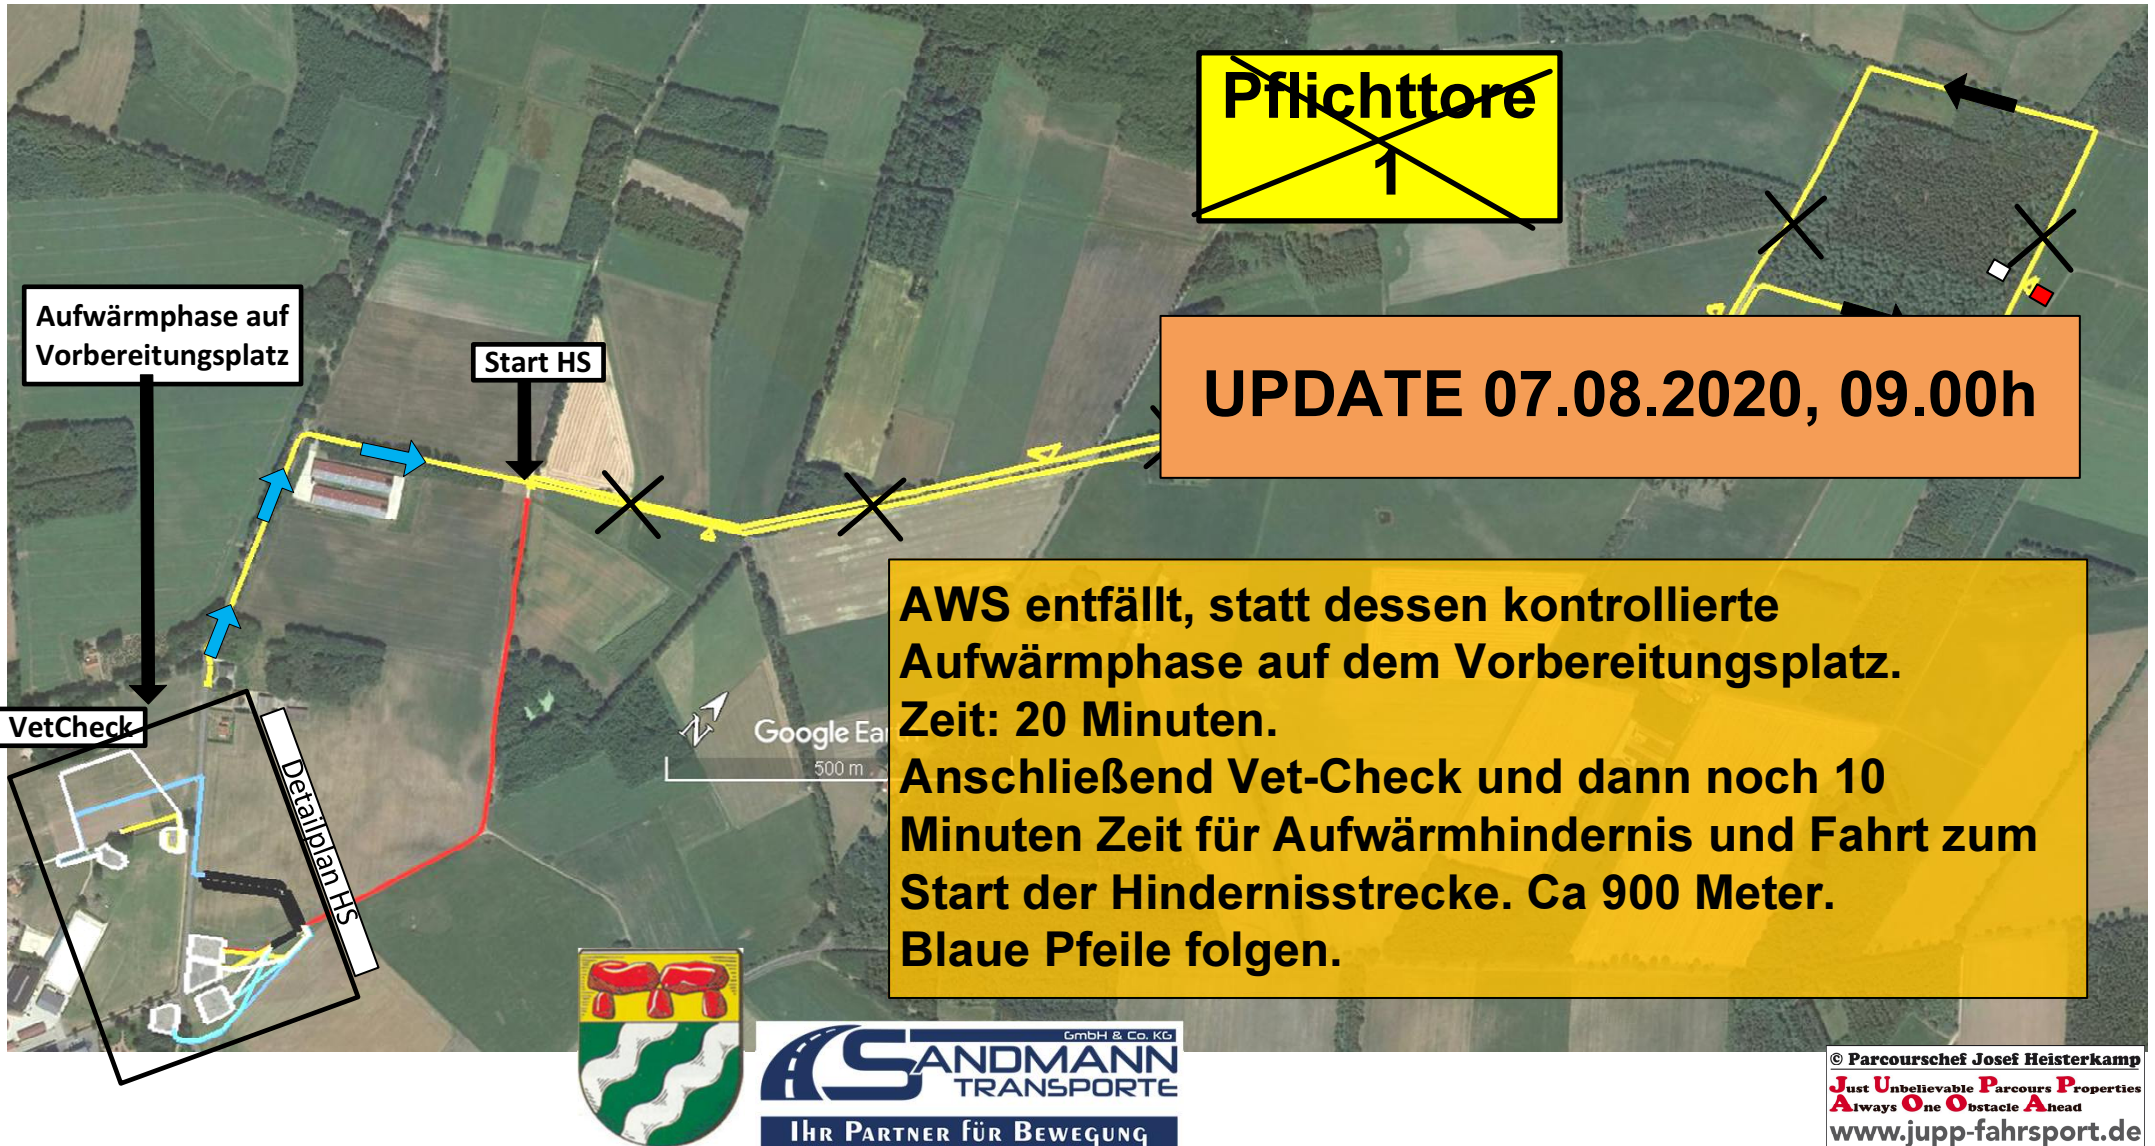 Pflichttore
1
Aufwärmphase auf
Vorbereitungsplatz
Start HS
UPDATE 07.08.2020, 09.00h
AWS entfällt, statt dessen kontrollierte
Aufwärmphase auf dem Vorbereitungsplatz.
Zeit: 20 Minuten.
Anschließend Vet-Check und dann noch 10
Minuten Zeit für Aufwärmhindernis und Fahrt zum
Start der Hindernisstrecke. Ca 900 Meter.
Blaue Pfeile folgen.
VetCheck
Detailplan HS
N
Google Ea
500 m
GmbH & Co. KG
SANDMANN
TRANSPORTE
IHR PARTNER FÜR BEWEGUNG
© Parcourschef Josef Heisterkamp
Just Unbelievable Parcours Properties
Always One Obstacle Ahead
www.jupp-fahrsport.de